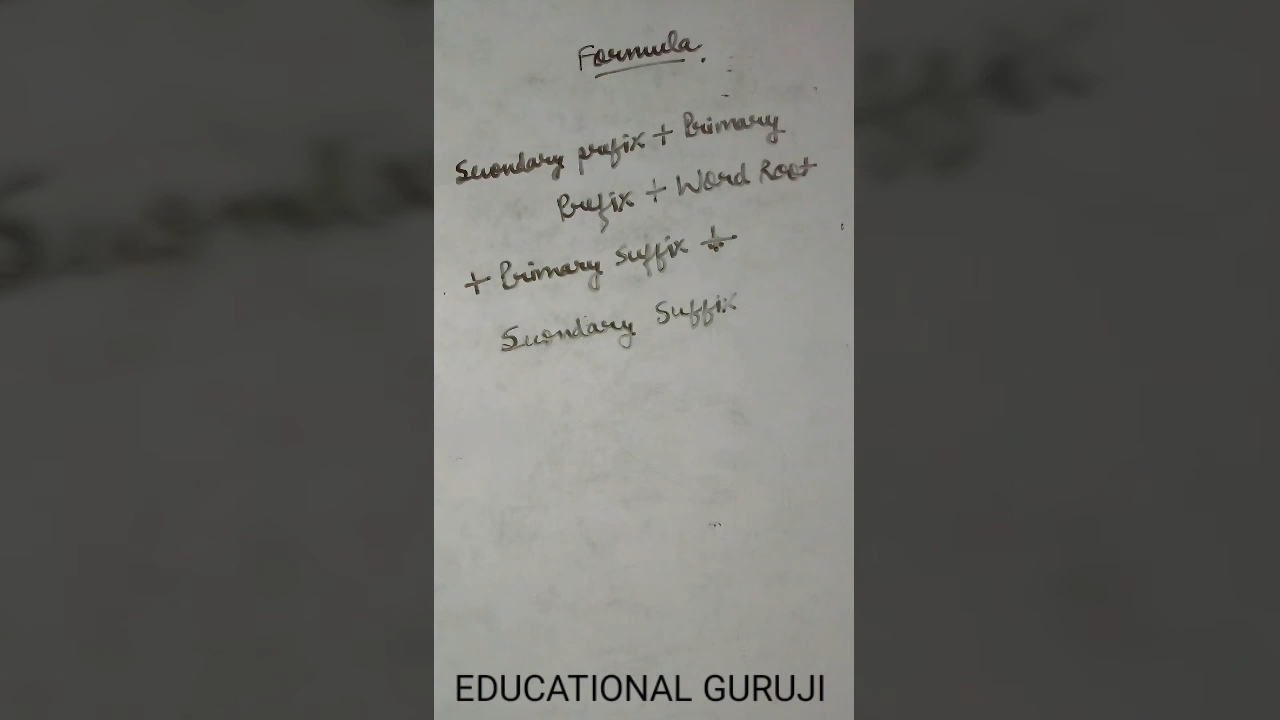 Formula.
Secondary prefix + Primary
Prefix + Word Root
+ Primary Suffix +
Secondary Suffix
EDUCATIONAL GURUJI